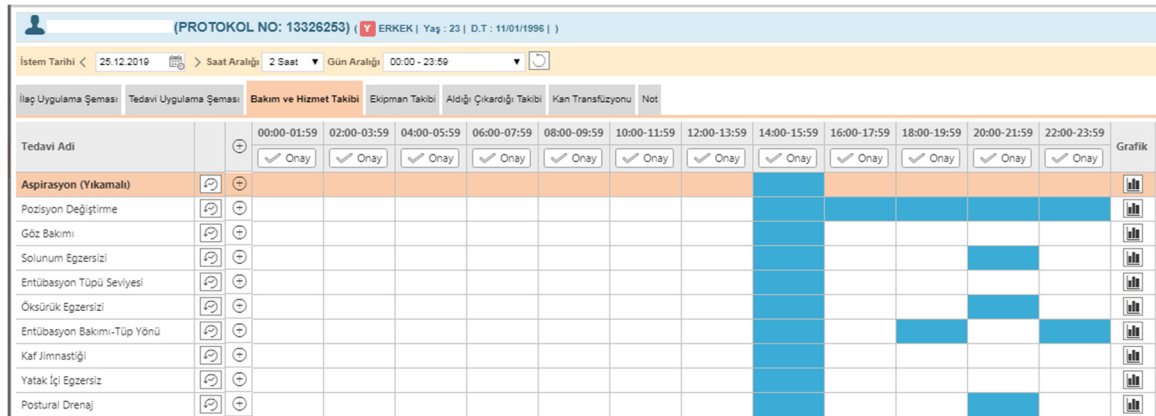 (PROTOKOL NO: 13326253) ( Y ERKEK | Yaş : 23 | D.T : 11/01/1996 | )
İstem Tarihi < 25.12.2019 > Saat Aralığı 2 Saat ▼ Gün Aralığı 00:00 - 23:59 ▼
İlaç Uygulama Şeması Tedavi Uygulama Şeması Bakım ve Hizmet Takibi Ekipman Takibi Aldığı Çıkardığı Takibi Kan Transfüzyonu Not
Tedavi Adi 00:00-01:59 02:00-03:59 04:00-05:59 06:00-07:59 08:00-09:59 10:00-11:59 12:00-13:59 14:00-15:59 16:00-17:59 18:00-19:59 20:00-21:59 22:00-23:59 Grafik
Onay Onay Onay Onay Onay Onay Onay Onay Onay Onay Onay Onay
Aspirasyon (Yıkamalı)
Pozisyon Değiştirme
Göz Bakımı
Solunum Egzersizi
Entübasyon Tüpü Seviyesi
Öksürük Egzersizi
Entübasyon Bakımı-Tüp Yönü
Kaf Jimnastiği
Yatak İçi Egzersiz
Postural Drenaj